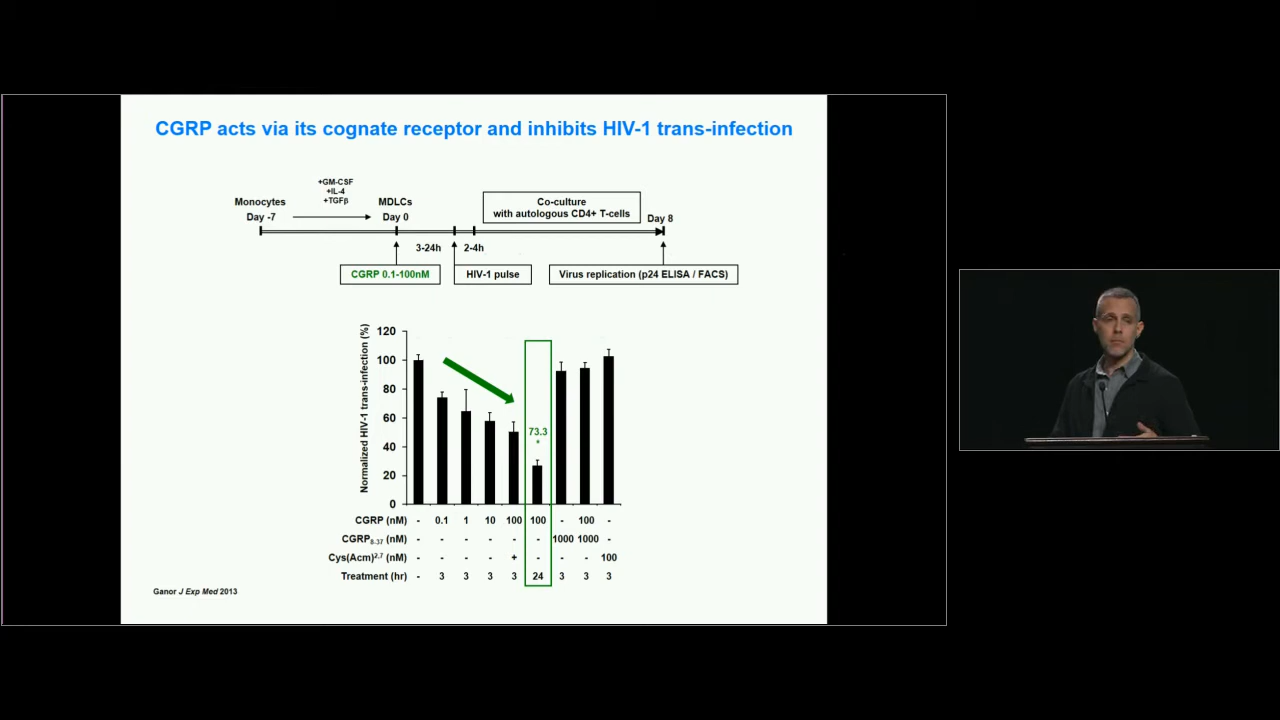 CGRP acts via its cognate receptor and inhibits HIV-1 trans-infection
+GM-CSF
+IL-4
+TGFβ
Monocytes
MDLCs
Day -7
Day 0
Co-culture
with autologous CD4+ T-cells
Day 8
3-24h
2-4h
CGRP 0.1-100nM
HIV-1 pulse
Virus replication (p24 ELISA / FACS)
Normalized HIV-1 trans-infection (%)
120
100
80
60
40
20
0
73.3
*
CGRP (nM) - 0.1 1 10 100 100 - 100 -
CGRP8-37 (nM) - - - - - - 1000 1000 -
Cys(Acm)2,7 (nM) - - - - + - - - 100
Treatment (hr) - 3 3 3 3 24 3 3 3
Ganor J Exp Med 2013